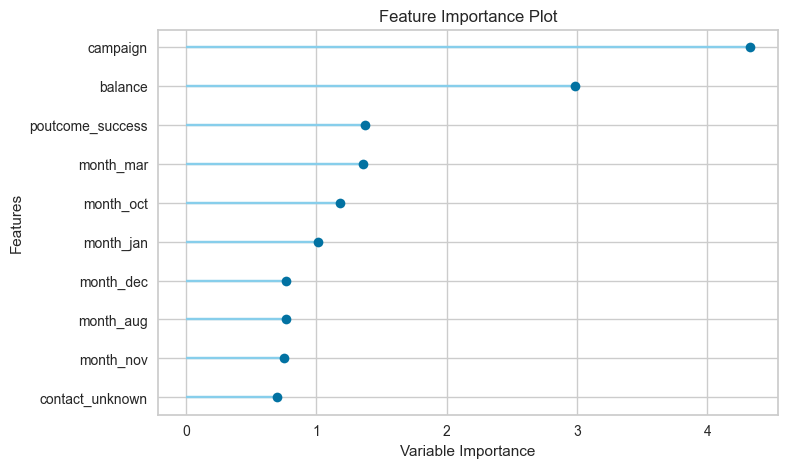 Feature Importance Plot
campaign
balance
poutcome_success
month_mar
month_oct
month_jan
month_dec
month_aug
month_nov
contact_unknown
Features
0 1 2 3 4
Variable Importance